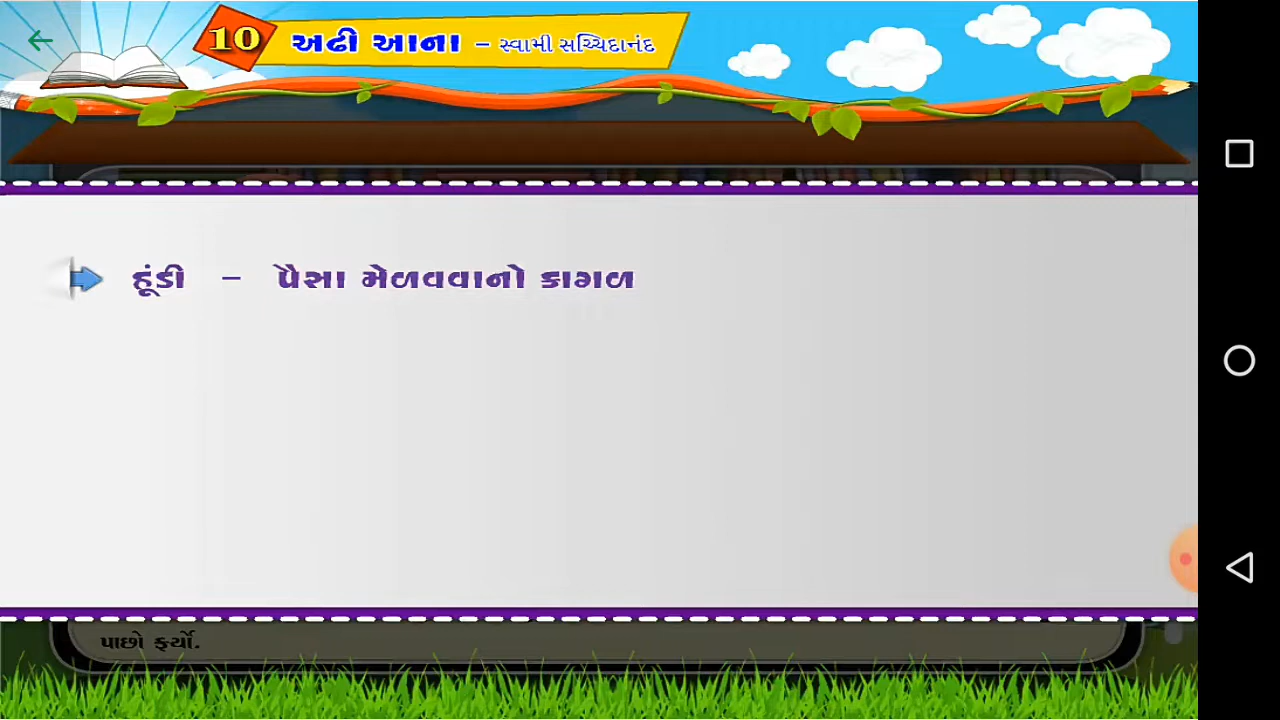 10 અઢી આના - સ્વામી સચ્ચિદાનંદ
હૂંડી - પૈસા મેળવવાનો કાગળ
પાછો ફર્યો.